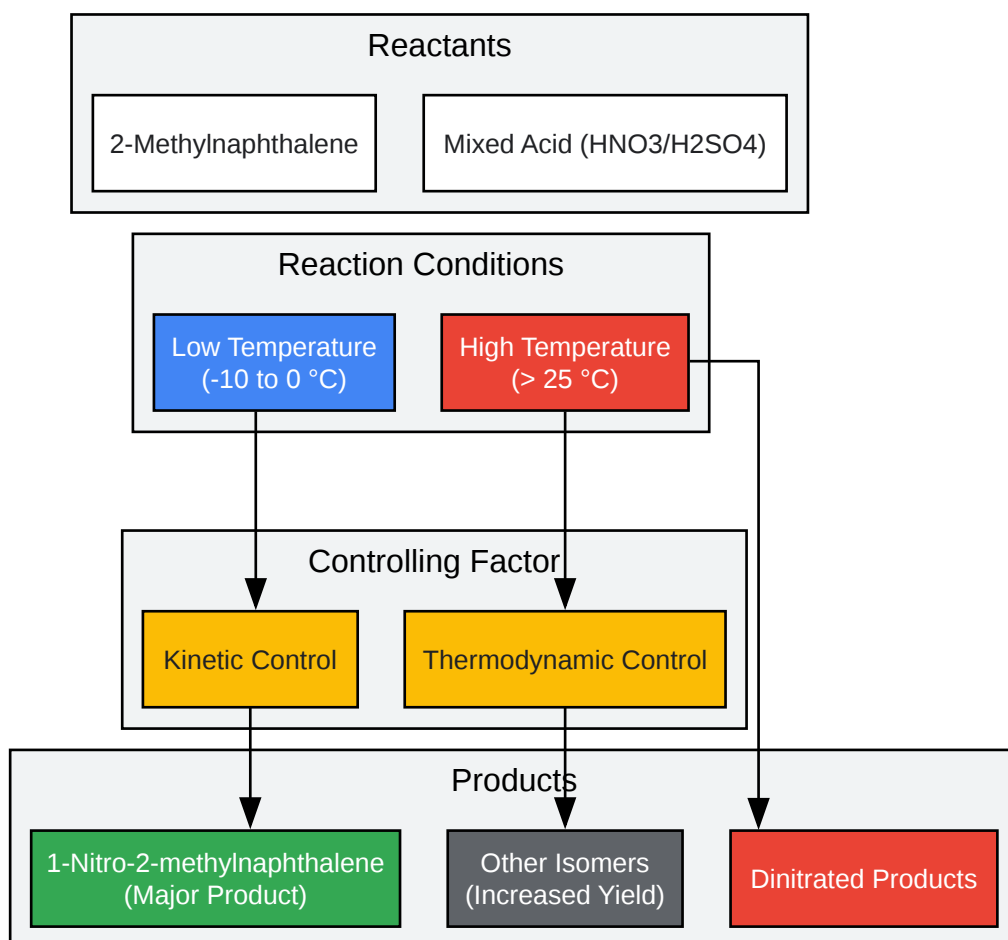 Reactants
2-Methylnaphthalene
Mixed Acid (HNO3/H2SO4)
Reaction Conditions
Low Temperature
(-10 to 0 °C)
High Temperature
(> 25 °C)
Controlling Factor
Kinetic Control
Thermodynamic Control
Products
1-Nitro-2-methylnaphthalene
(Major Product)
Other Isomers
(Increased Yield)
Dinitrated Products